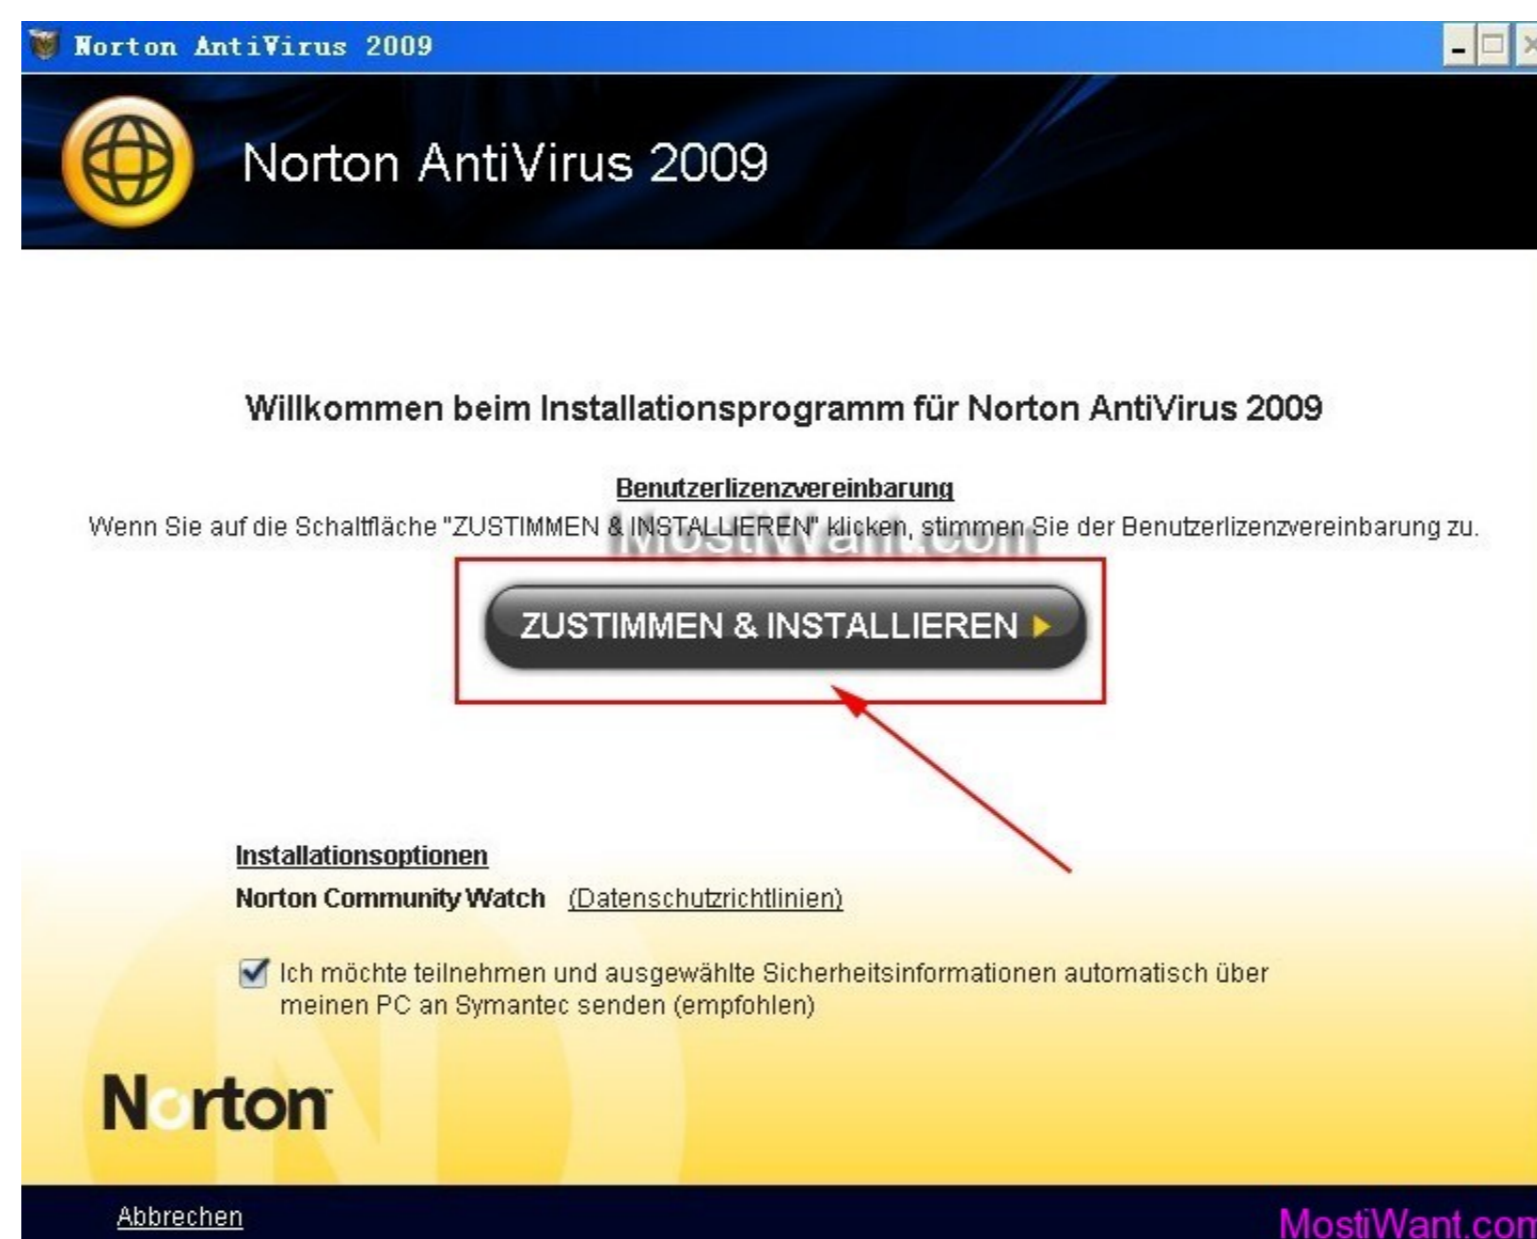 Norton AntiVirus 2009
Norton AntiVirus 2009
Willkommen beim Installationsprogramm für Norton AntiVirus 2009
Benutzerlizenzvereinbarung
Wenn Sie auf die Schaltfläche "ZUSTIMMEN & INSTALLIEREN" klicken, stimmen Sie der Benutzerlizenzvereinbarung zu.
MostiWant.com
ZUSTIMMEN & INSTALLIEREN
Installationsoptionen
Norton Community Watch (Datenschutzrichtlinien)
Ich möchte teilnehmen und ausgewählte Sicherheitsinformationen automatisch über
meinen PC an Symantec senden (empfohlen)
Norton
Abbrechen
MostiWant.com